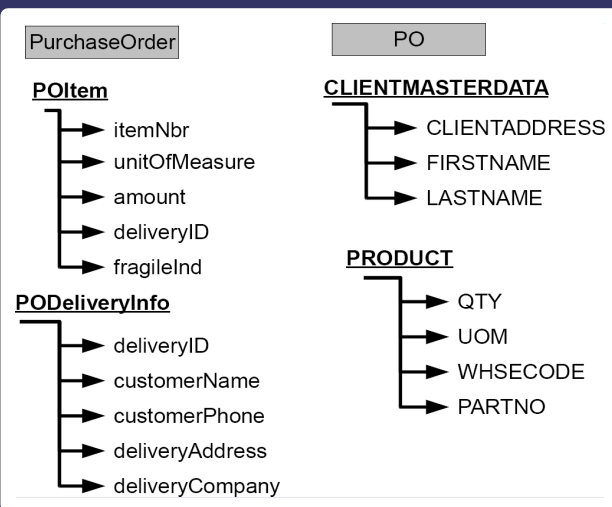 PurchaseOrder
POItem
itemNbr
unitOfMeasure
amount
deliveryID
fragileInd
PODeliveryInfo
deliveryID
customerName
customerPhone
deliveryAddress
deliveryCompany
PO
CLIENTMASTERDATA
CLIENTADDRESS
FIRSTNAME
LASTNAME
PRODUCT
QTY
UOM
WHSECODE
PARTNO